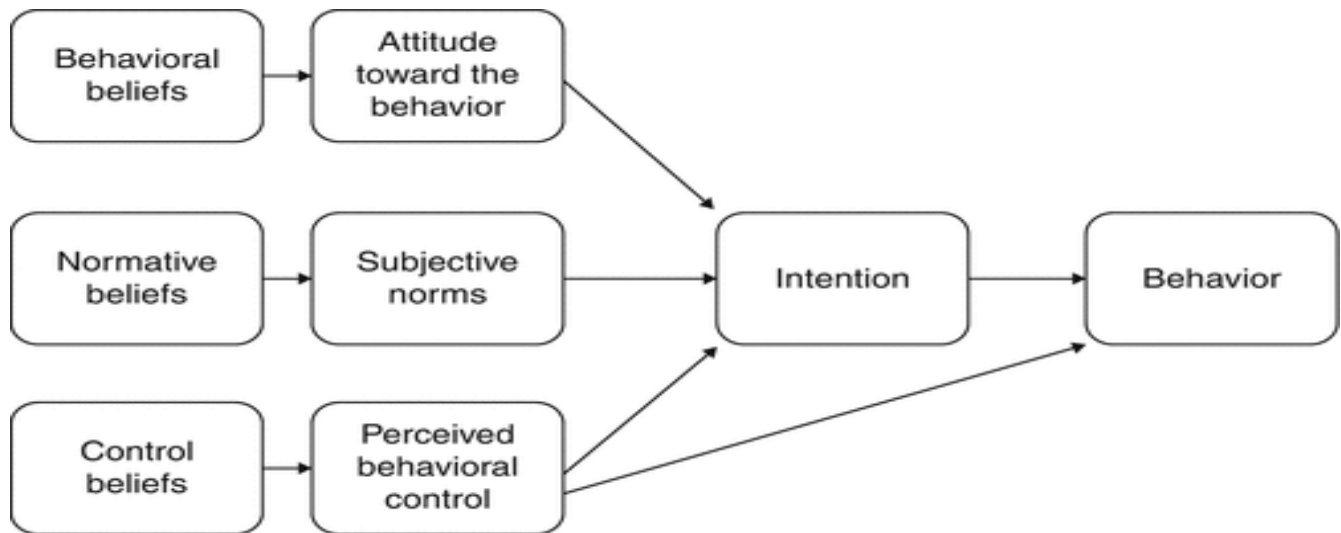 Behavioral
beliefs
Attitude
toward the
behavior
Normative
beliefs
Subjective
norms
Intention
Behavior
Control
beliefs
Perceived
behavioral
control